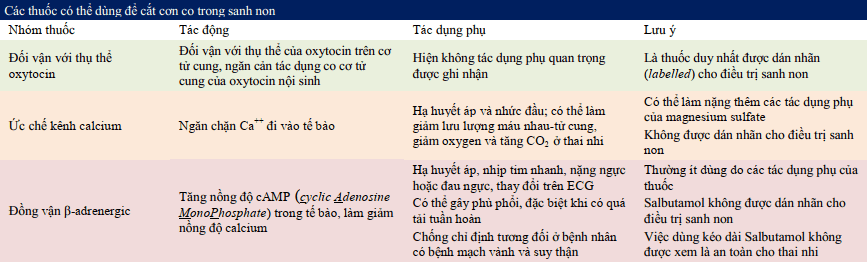 Các thuốc có thể dùng để cắt cơn co trong sanh non
Nhóm thuốc
Tác động
Tác dụng phụ
Lưu ý
Đối vận với thụ thể
oxytocin
Đối vận với thụ thể của oxytocin trên cơ
tử cung, ngăn cản tác dụng co cơ tử
cung của oxytocin nội sinh
Hiện không tác dụng phụ quan trọng
được ghi nhận
Là thuốc duy nhất được dán nhãn
(labelled) cho điều trị sanh non
Ức chế kênh calcium
Ngăn chặn Ca++ đi vào tế bào
Hạ huyết áp và nhức đầu; có thể làm
giảm lưu lượng máu nhau-tử cung,
giảm oxygen và tăng CO2 ở thai nhi
Có thể làm nặng thêm các tác dụng phụ
của magnesium sulfate
Không được dán nhãn cho điều trị sanh
non
Đồng vận β-adrenergic
Tăng nồng độ cAMP (cyclic Adenosine
MonoPhosphate) trong tế bào, làm giảm
nồng độ calcium
Hạ huyết áp, nhịp tim nhanh, nặng ngực
hoặc đau ngực, thay đổi trên ECG
Có thể gây phù phổi, đặc biệt khi có quá
tải tuần hoàn
Chống chỉ định tương đối ở bệnh nhân
có bệnh mạch vành và suy thận
Thường ít dùng do các tác dụng phụ của
thuốc
Salbutamol không được dán nhãn cho
điều trị sanh non
Việc dùng kéo dài Salbutamol không
được xem là an toàn cho thai nhi